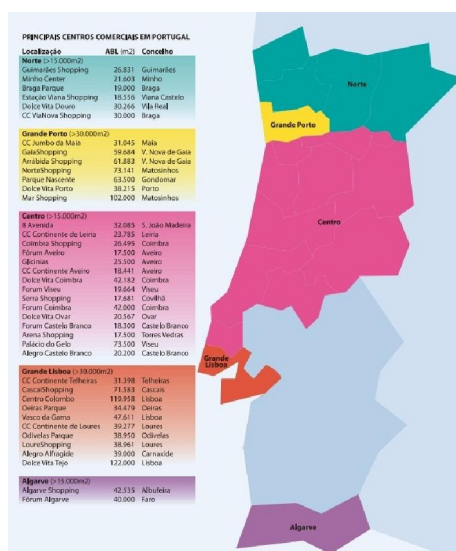 PRINCIPAIS CENTROS COMERCIAIS EM PORTUGAL
Localização ABL (m2) Concelho
Norte (>15.000m2)
Guimarães Shopping 26.831 Guimarães
Minho Center 21.603 Minho
Braga Parque 19.000 Braga
Estação Viana Shopping 18.556 Viena Castelo
Dolce Vita Douro 30.266 Vila Real
CC ViaNova Shopping 30.000 Braga
Grande Porto (>30.000m2)
CC Jumbo da Maia 31.045 Maia
GaiaShopping 59.684 V. Nova de Gaia
Arrábida Shopping 61.883 V. Nova de Gaia
NorteShopping 73.141 Matosinhos
Parque Nascente 63.500 Gondomar
Dolce Vita Porto 38.215 Porto
Mar Shopping 102.000 Matosinhos
Centro (>15.000m2)
8 Avenida 32.085 S. João Madeira
CC Continente de Leiria 23.785 Leiria
Coimbra Shopping 26.495 Coimbra
Fórum Aveiro 17.500 Aveiro
Glicínias 25.500 Aveiro
CC Continente Aveiro 18.441 Aveiro
Dolce Vita Coimbra 42.182 Coimbra
Forum Viseu 19.664 Viseu
Serra Shopping 17.681 Covilhã
Forum Coimbra 42.000 Coimbra
Dolce Vita Ovar 20.567 Ovar
Forum Castelo Branco 18.300 Castelo Branco
Arena Shopping 17.500 Torres Vedras
Palácio do Gelo 73.500 Viseu
Alegro Castelo Branco 20.200 Castelo Branco
Grande Lisboa (>30.000m2)
CC Continente Telheiras 31.398 Telheiras
CascaiShopping 71.583 Cascais
Centro Colombo 119.958 Lisboa
Oeiras Parque 34.479 Oeiras
Vasco da Gama 47.611 Lisboa
CC Continente de Loures 39.277 Loures
Odivelas Parque 38.950 Odivelas
LoureShopping 38.961 Loures
Alegro Alfragide 39.000 Carnaxide
Dolce Vita Tejo 122.000 Lisboa
Algarve (>15.000m2)
Algarve Shopping 42.535 Albufeira
Fórum Algarve 40.000 Faro
Norte
Grande Porto
Centro
Grande
Lisboa
Algarve